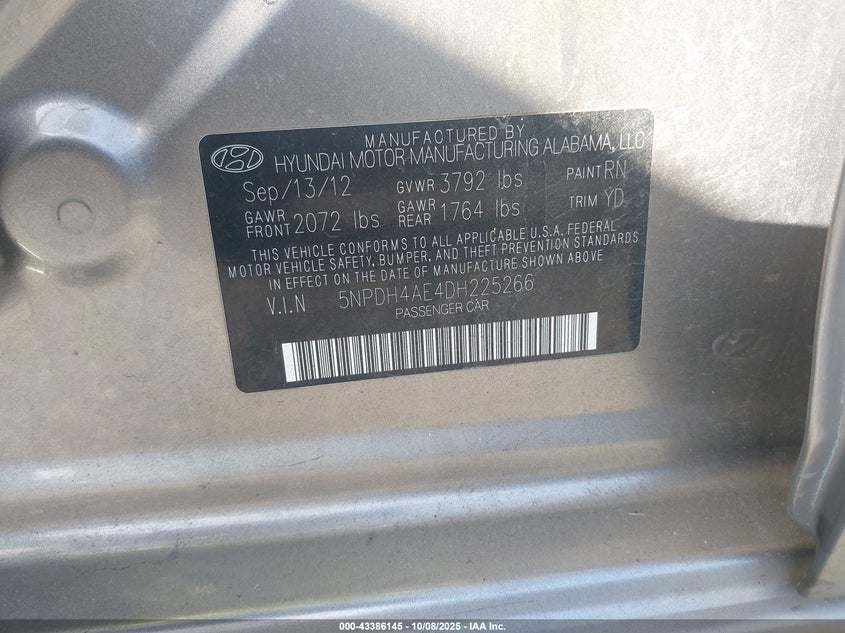 MANUFACTURED BY
HYUNDAI MOTOR MANUFACTURING ALABAMA, LLC
Sep/13/12 GVWR 3792 lbs PAINT RN
GAWR FRONT 2072 lbs GAWR REAR 1764 lbs TRIM YD
THIS VEHICLE CONFORMS TO ALL APPLICABLE U.S.A. FEDERAL
MOTOR VEHICLE SAFETY, BUMPER, AND THEFT PREVENTION STANDARDS
IN EFFECT ON THE DATE OF MANUFACTURE SHOWN ABOVE
V.I.N 5NPDH4AE4DH225266
PASSENGER CAR
000-43386145 - 10/08/2025 - IAA Inc.